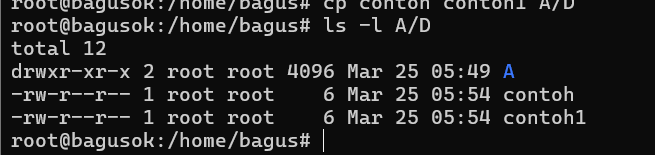 root@bagusok:/home/bagus# cp contoh contoh1 A/D
root@bagusok:/home/bagus# ls -l A/D
total 12
drwxr-xr-x 2 root root 4096 Mar 25 05:49 A
-rw-r--r-- 1 root root    6 Mar 25 05:54 contoh
-rw-r--r-- 1 root root    6 Mar 25 05:54 contoh1
root@bagusok:/home/bagus#